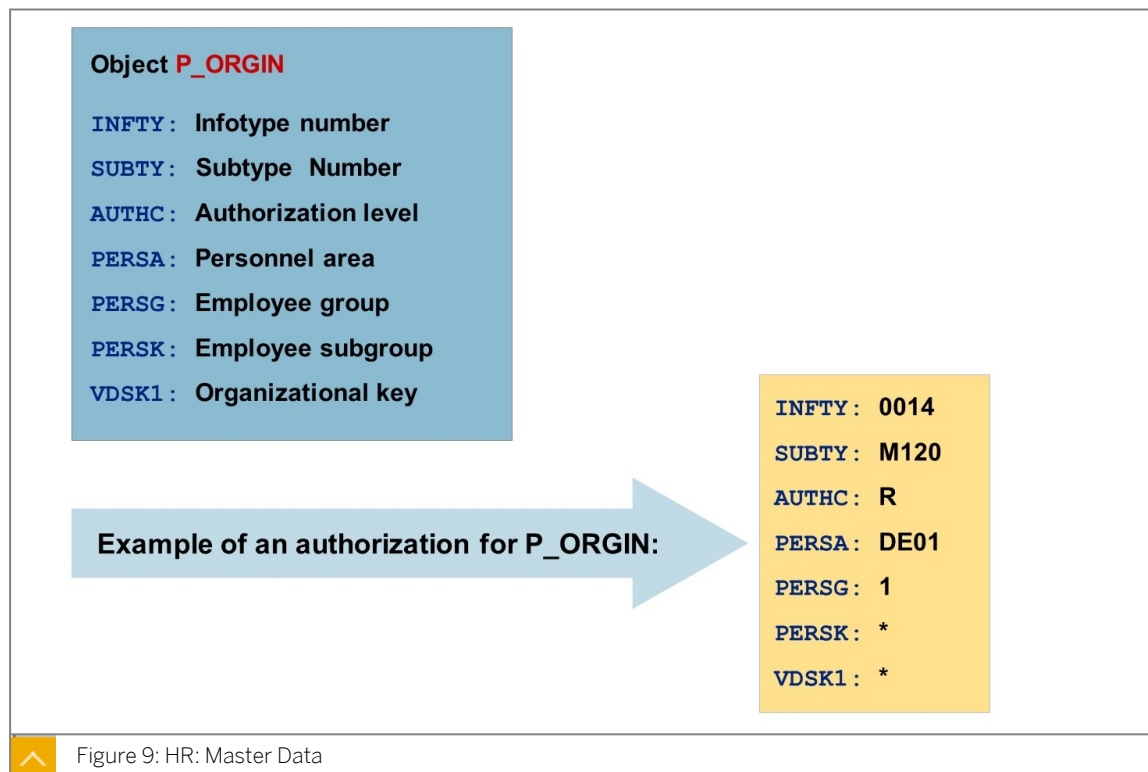 Object P_ORGIN
INFTY: Infotype number
SUBTY: Subtype Number
AUTHC: Authorization level
PERSA: Personnel area
PERSG: Employee group
PERSK: Employee subgroup
VDSK1: Organizational key
Example of an authorization for P_ORGIN:
INFTY: 0014
SUBTY: M120
AUTHC: R
PERSA: DE01
PERSG: 1
PERSK: *
VDSK1: *
Figure 9: HR: Master Data